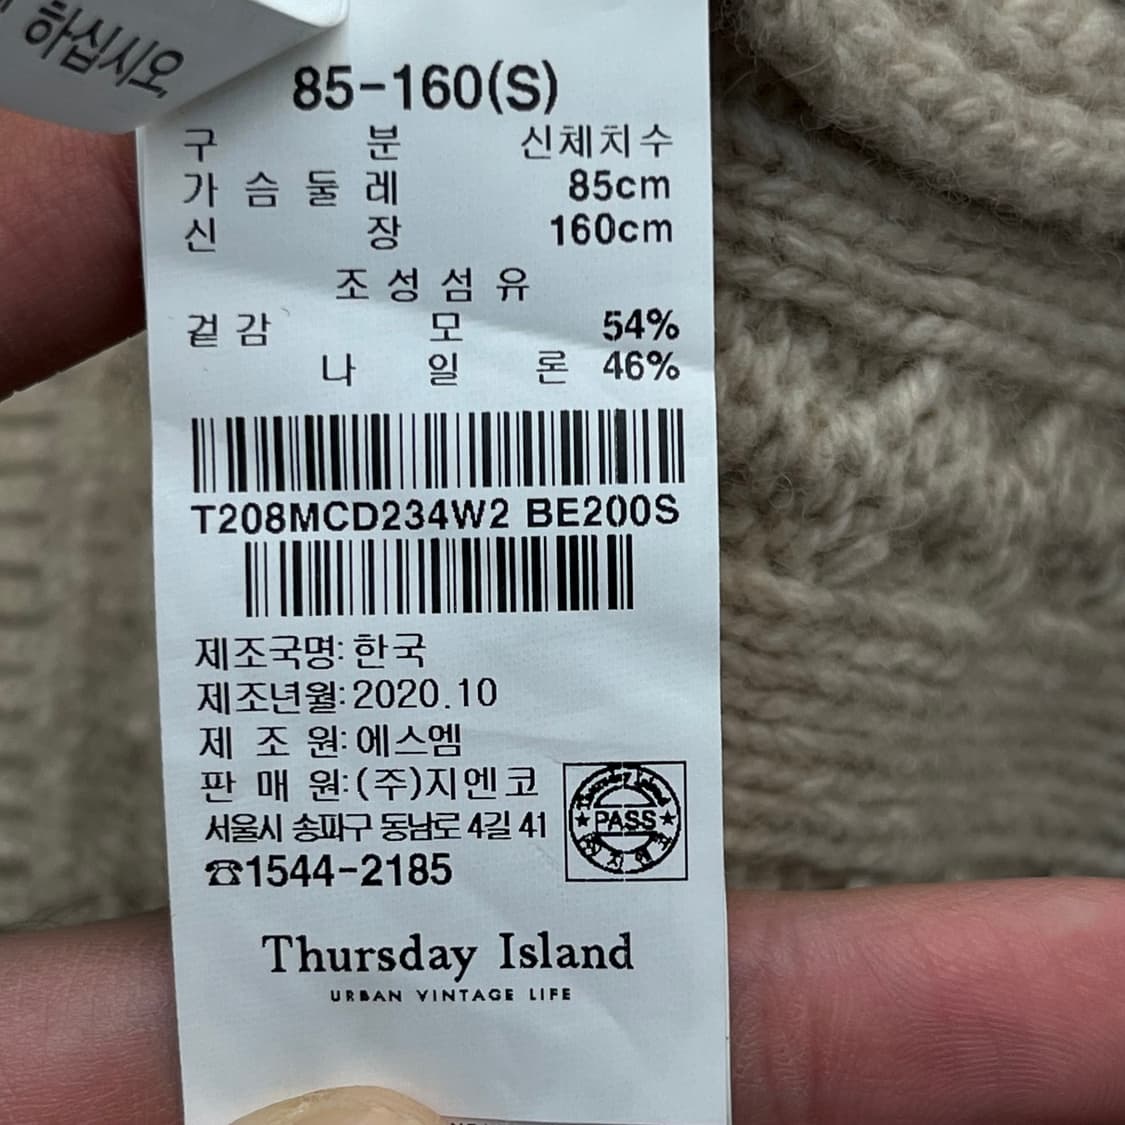 하십시오.
85-160(S)
구 분 신체치수
가슴둘레 85cm
신 장 160cm
조성섬유
겉감 모 54%
나 일 론 46%
T208MCD234W2 BE200S
제조국명: 한국
제조년월: 2020.10
제 조 원: 에스엠
판 매 원: (주)지엔코
서울시 송파구 동남로 4길 41
☎1544-2185
Thursday Island
★PASS★
Thursday Island
URBAN VINTAGE LIFE